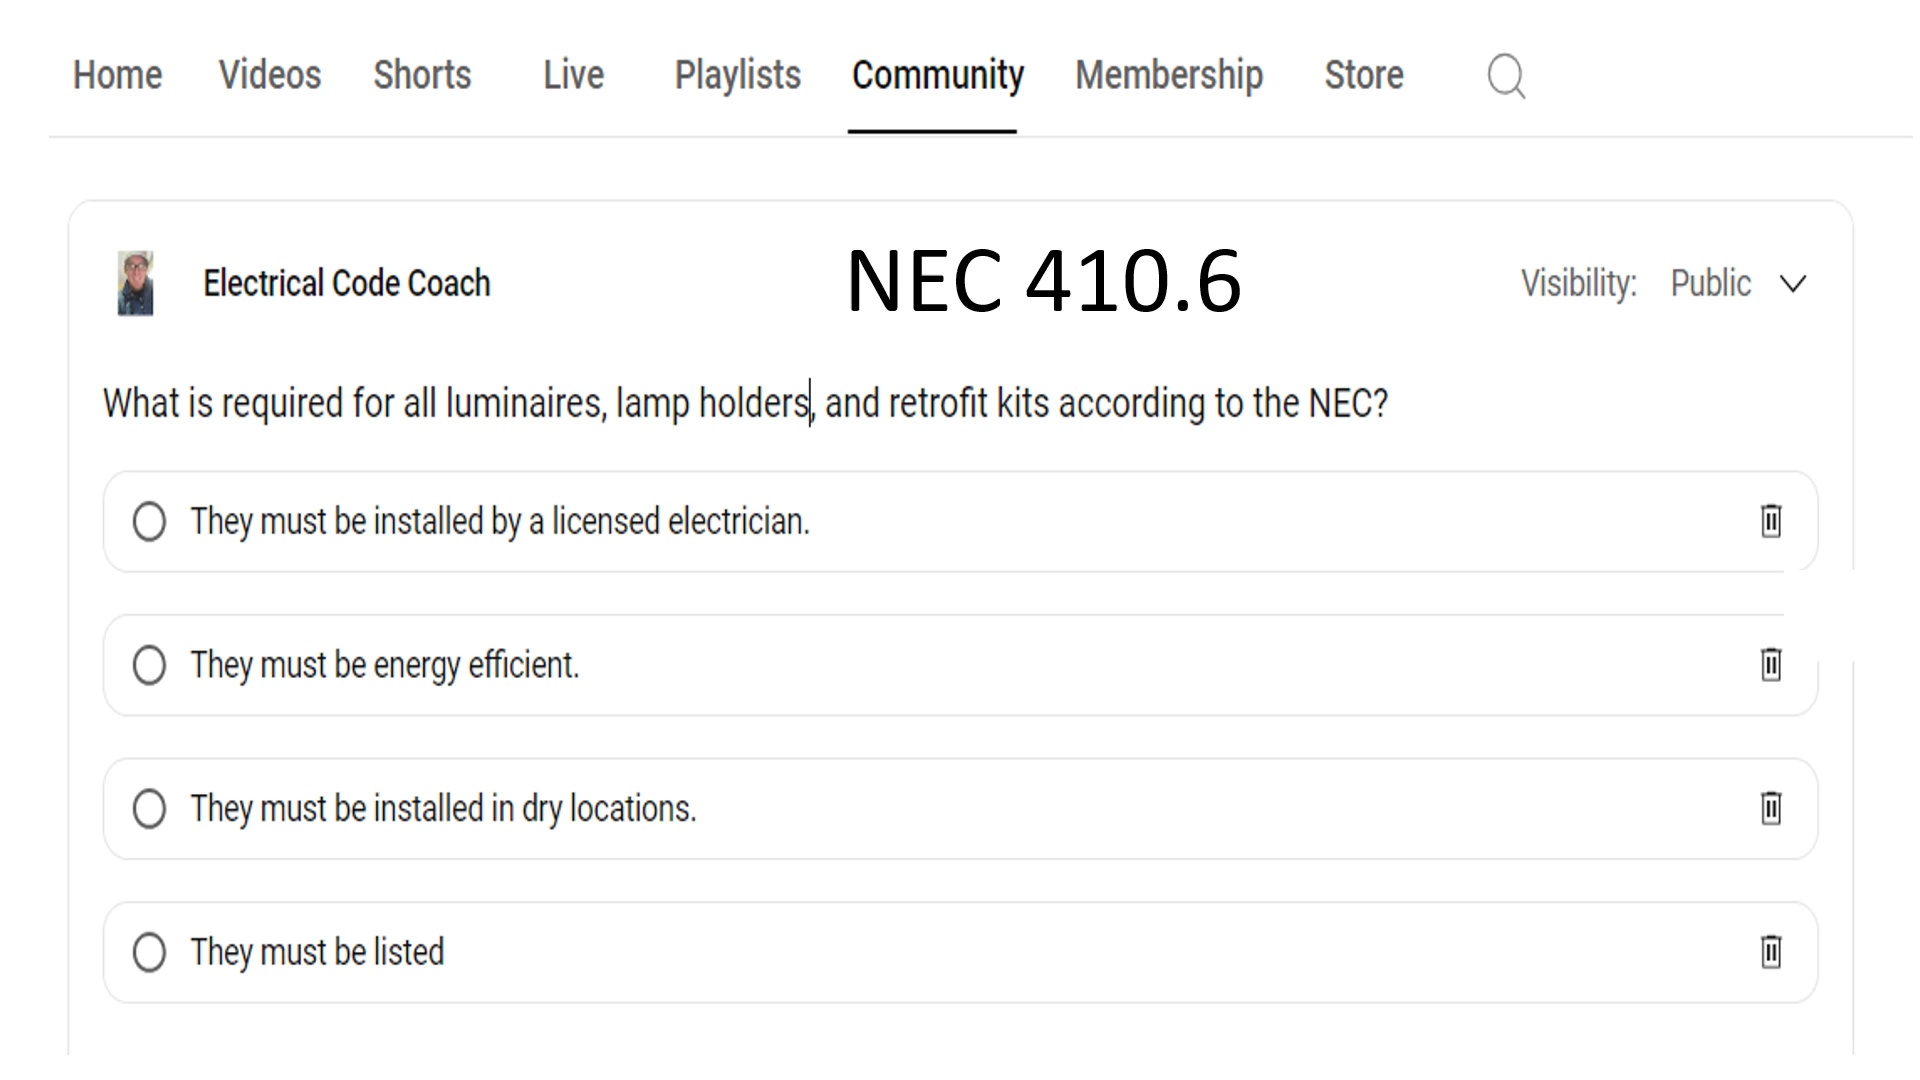 Home Videos Shorts Live Playlists Community Membership Store
Electrical Code Coach NEC 410.6 Visibility: Public
What is required for all luminaires, lamp holders, and retrofit kits according to the NEC?
They must be installed by a licensed electrician.
They must be energy efficient.
They must be installed in dry locations.
They must be listed